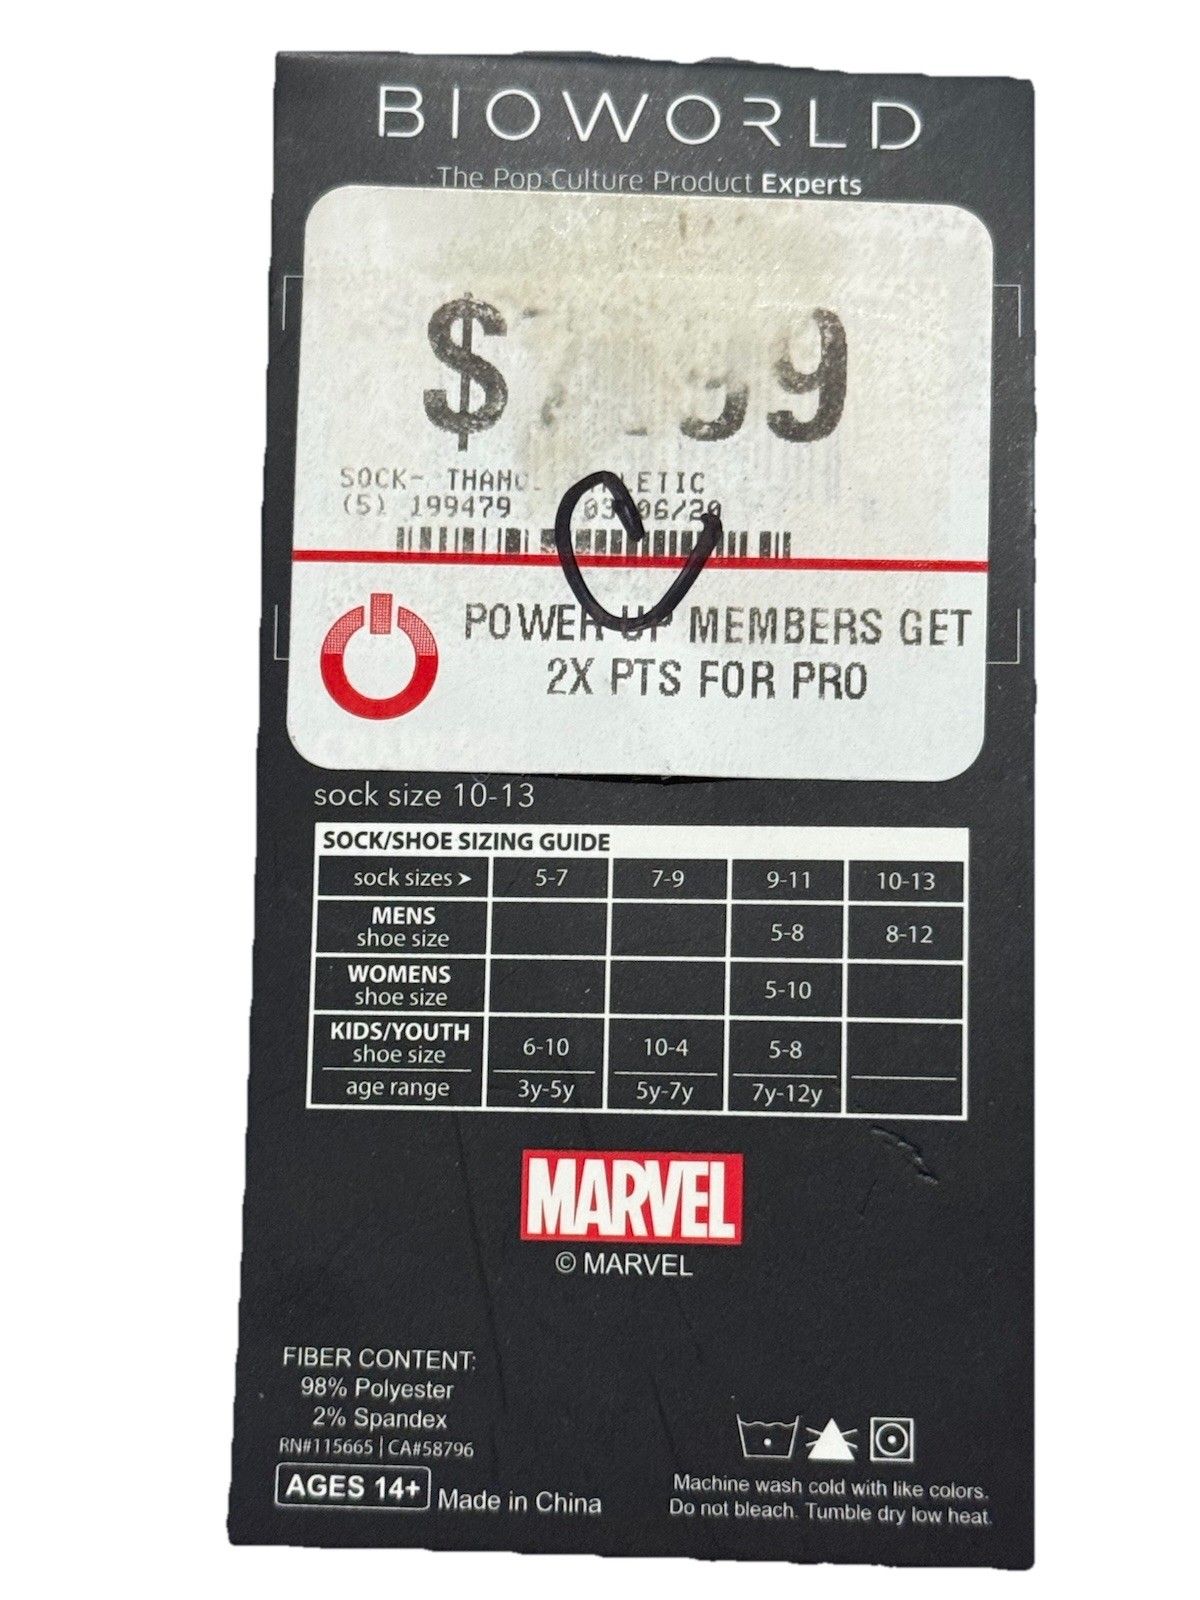 BIOWORLD
The Pop Culture Product Experts
$ 99
SOCK-
(5) 199479
POWER UP MEMBERS GET
2X PTS FOR PRO
sock size 10-13
SOCK/SHOE SIZING GUIDE
sock sizes ➤ 5-7 7-9 9-11 10-13
MENS
shoe size 5-8 8-12
WOMENS
shoe size 5-10
KIDS/YOUTH
shoe size 6-10 10-4 5-8
age range 3y-5y 5y-7y 7y-12y
MARVEL
© MARVEL
FIBER CONTENT:
98% Polyester
2% Spandex
RN#115665 | CA#58796
AGES 14+ Made in China
Machine wash cold with like colors.
Do not bleach. Tumble dry low heat.